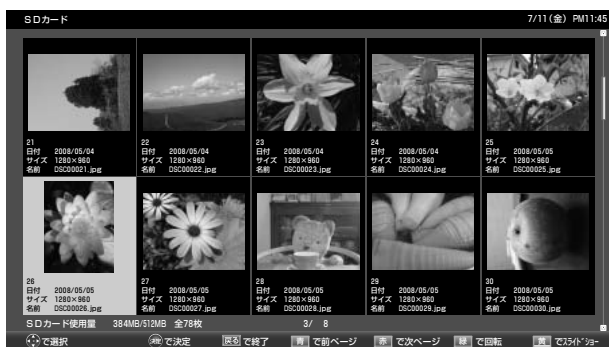 SDカード 7/11(金) PM11:45
21
日付 2008/05/04
サイズ 1280×960
名前 DSC00021.jpg
22
日付 2008/05/04
サイズ 1280×960
名前 DSC00022.jpg
23
日付 2008/05/04
サイズ 1280×960
名前 DSC00023.jpg
24
日付 2008/05/04
サイズ 1280×960
名前 DSC00024.jpg
25
日付 2008/05/05
サイズ 1280×960
名前 DSC00025.jpg
26
日付 2008/05/05
サイズ 1280×960
名前 DSC00026.jpg
27
日付 2008/05/05
サイズ 1280×960
名前 DSC00027.jpg
28
日付 2008/05/05
サイズ 1280×960
名前 DSC00028.jpg
29
日付 2008/05/05
サイズ 1280×960
名前 DSC00029.jpg
30
日付 2008/05/05
サイズ 1280×960
名前 DSC00030.jpg
SDカード使用量 384MB/512MB 全78枚 3/ 8
で選択 決定 で決定 戻る で終了 青 で前ページ 赤 で次ページ 緑 で回転 黄 でスライドショー